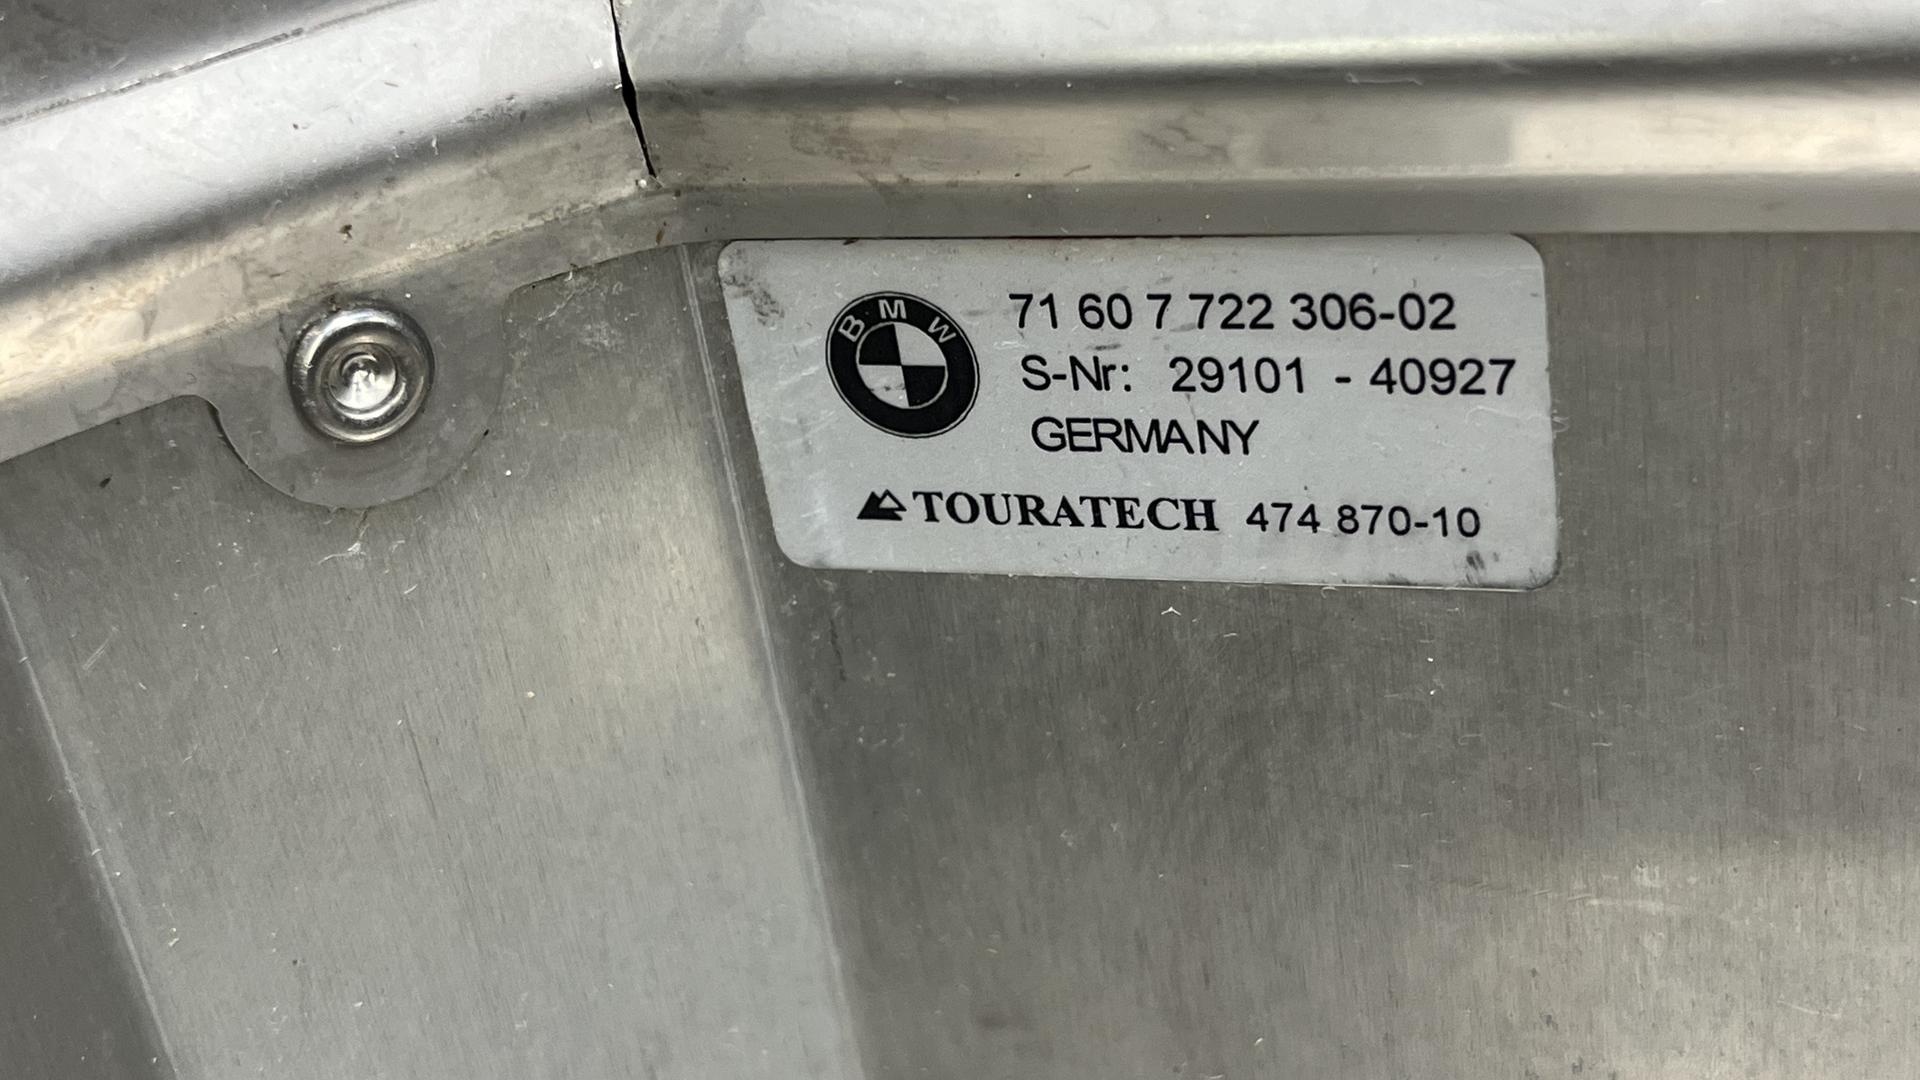 BMW
71 60 7 722 306-02
S-Nr: 29101 - 40927
GERMANY
TOURATECH 474 870-10